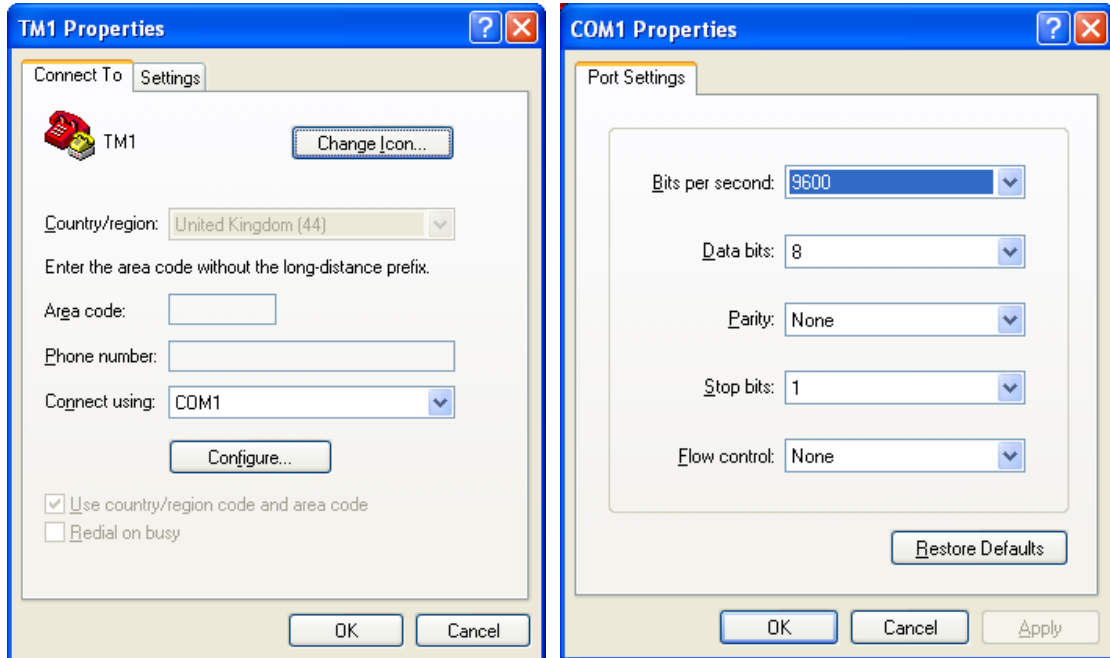 TM1 Properties
Connect To
Settings
TM1
Change Icon...
Country/region: United Kingdom (44)
Enter the area code without the long-distance prefix.
Area code:
Phone number:
Connect using: COM1
Configure...
Use country/region code and area code
Redial on busy
OK
Cancel
COM1 Properties
Port Settings
Bits per second: 9600
Data bits: 8
Parity: None
Stop bits: 1
Flow control: None
Restore Defaults
OK
Cancel
Apply